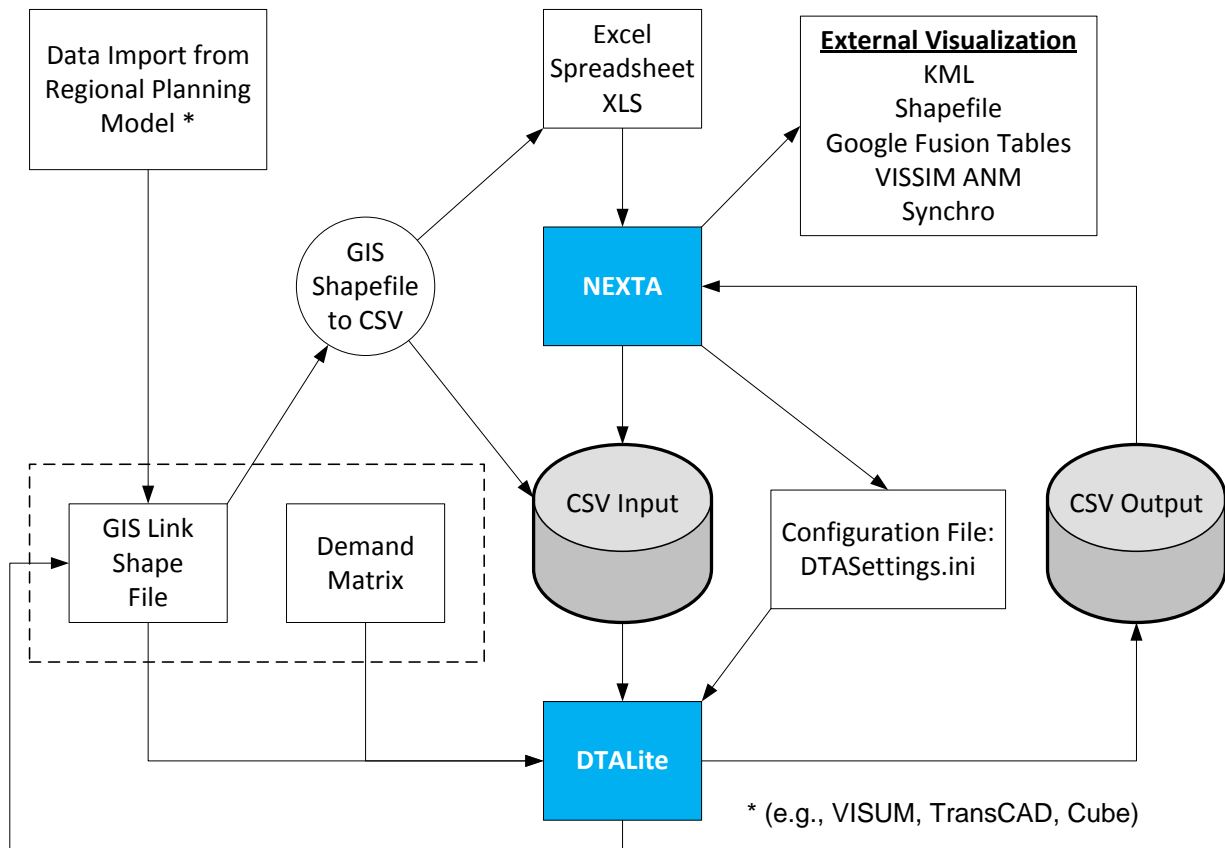 Data Import from
Regional Planning
Model *
Excel
Spreadsheet
XLS
External Visualization
KML
Shapefile
Google Fusion Tables
VISSIM ANM
Synchro
GIS
Shapefile
to CSV
NEXTA
GIS Link
Shape
File
Demand
Matrix
CSV Input
Configuration File:
DTASettings.ini
CSV Output
DTALite
* (e.g., VISUM, TransCAD, Cube)